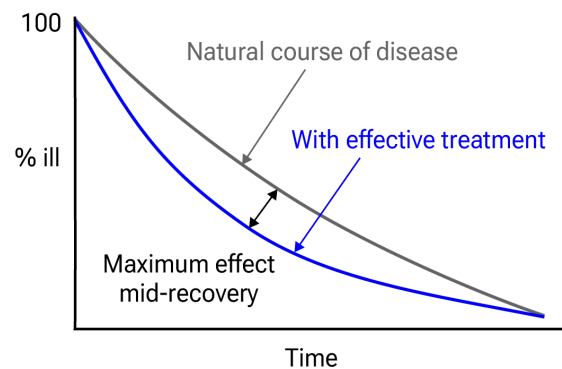 100
Natural course of disease
With effective treatment
% ill
Maximum effect
mid-recovery
Time